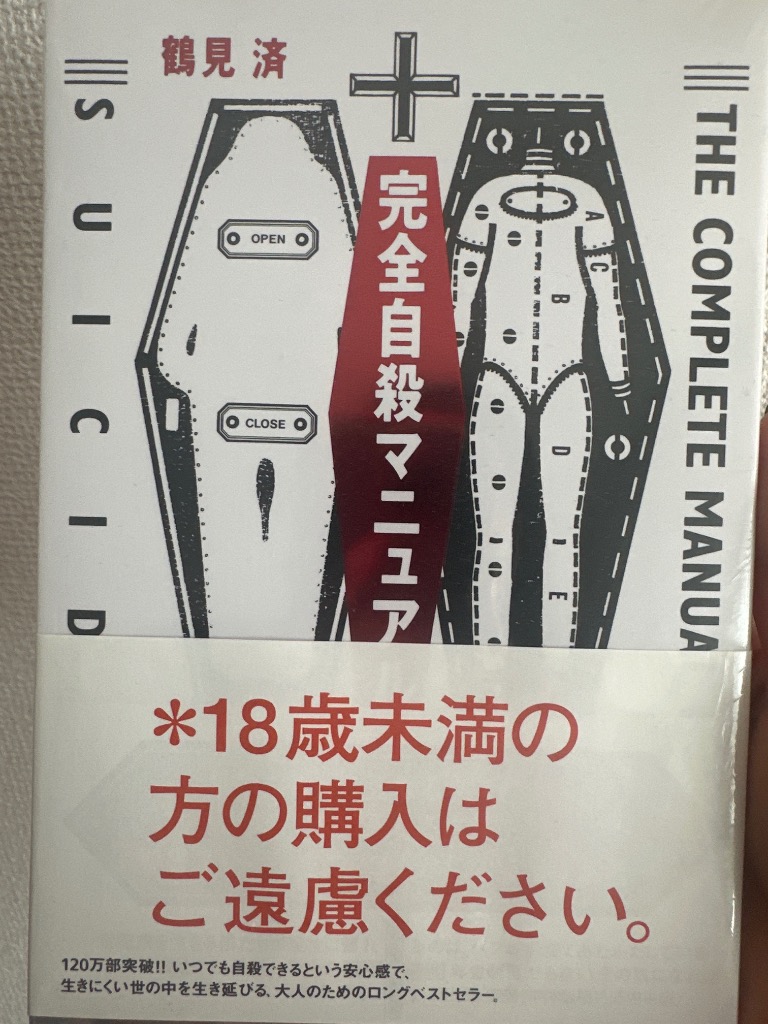 鶴見 済
完全自殺マニュア
SUICID
THE COMPLETE MANUA
OPEN
CLOSE
A
B
C
D
E
*18歳未満の
方の購入は
ご遠慮ください。
120万部突破!! いつでも自殺できるという安心感で、
生きにくい世の中を生き延びる、大人のためのロングベストセラー。